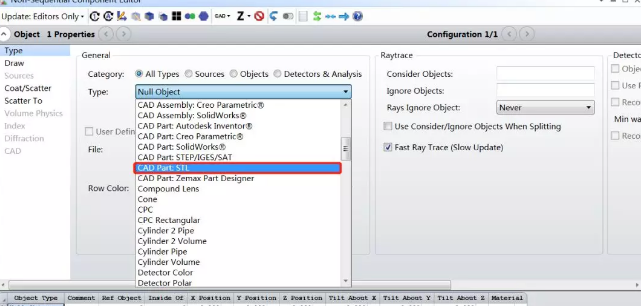 Non-Sequential Component Editor
Update: Editors Only
CAD Z
Object 1 Properties Configuration 1/1
Type
Draw
Sources
Coat/Scatter
Scatter To
Volume Physics
Index
Diffraction
CAD
General
Category: All Types Sources Objects Detectors & Analysis
Type: Null Object
User Defin
File:
Row Color:
CAD Assembly: Creo Parametric®
CAD Assembly: SolidWorks®
CAD Part: Autodesk Inventor®
CAD Part: Creo Parametric®
CAD Part: SolidWorks®
CAD Part: STEP/IGES/SAT
CAD Part: STL
CAD Part: Zemax Part Designer
Compound Lens
Cone
CPC
CPC Rectangular
Cylinder 2 Pipe
Cylinder 2 Volume
Cylinder Pipe
Cylinder Volume
Detector Color
Detector Polar
Raytrace
Consider Objects:
Ignore Objects:
Rays Ignore Object: Never
Use Consider/Ignore Objects When Splitting
Fast Ray Trace (Slow Update)
Detecto
Objec
Use P
Recor
Min wa
Recor
Object Type Comment Ref Object Inside Of X Position Y Position Z Position Tilt About X Tilt About Y Tilt About Z Material